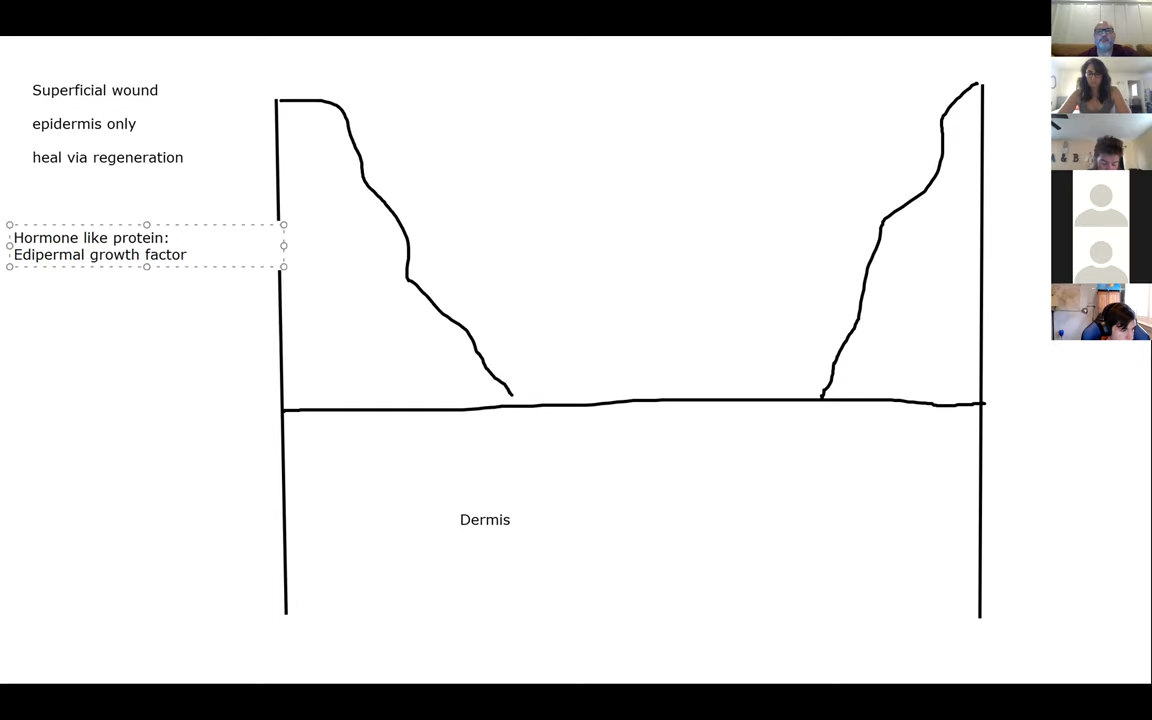 Superficial wound
epidermis only
heal via regeneration
Hormone like protein:
Edipermal growth factor
Dermis
A & B